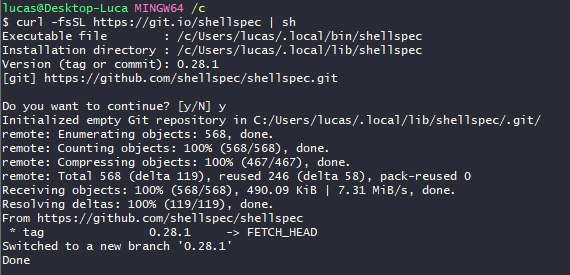 lucas@Desktop-Luca MINGW64 /c
$ curl -fsSL https://git.io/shellspec | sh
Executable file        : /c/Users/lucas/.local/bin/shellspec
Installation directory : /c/Users/lucas/.local/lib/shellspec
Version (tag or commit): 0.28.1
[git] https://github.com/shellspec/shellspec.git

Do you want to continue? [y/N] y
Initialized empty Git repository in C:/Users/lucas/.local/lib/shellspec/.git/
remote: Enumerating objects: 568, done.
remote: Counting objects: 100% (568/568), done.
remote: Compressing objects: 100% (467/467), done.
remote: Total 568 (delta 119), reused 246 (delta 58), pack-reused 0
Receiving objects: 100% (568/568), 490.09 KiB | 7.31 MiB/s, done.
Resolving deltas: 100% (119/119), done.
From https://github.com/shellspec/shellspec
 * tag               0.28.1     -> FETCH_HEAD
Switched to a new branch '0.28.1'
Done